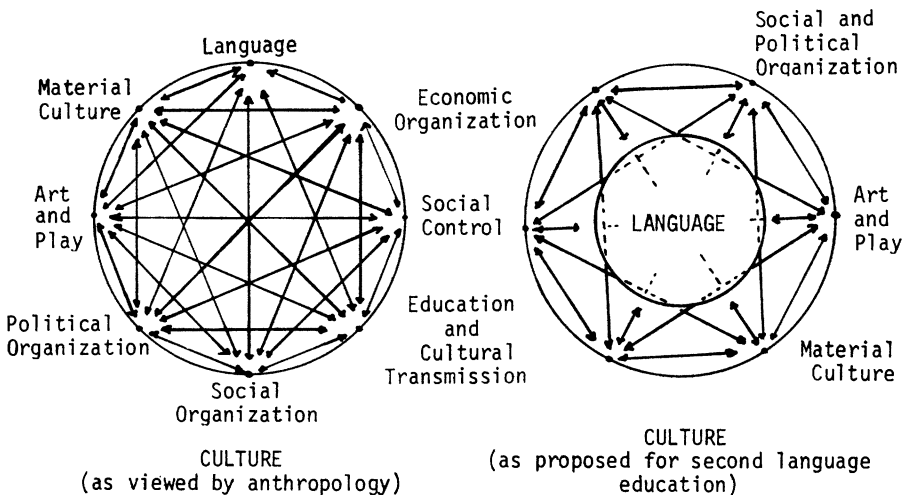 Language
Material
Culture
Art
and
Play
Political
Organization
Social
Organization
Economic
Organization
Social
Control
Education
and
Cultural
Transmission
CULTURE
(as viewed by anthropology)
Social and
Political
Organization
LANGUAGE
Art
and
Play
Material
Culture
CULTURE
(as proposed for second language
education)